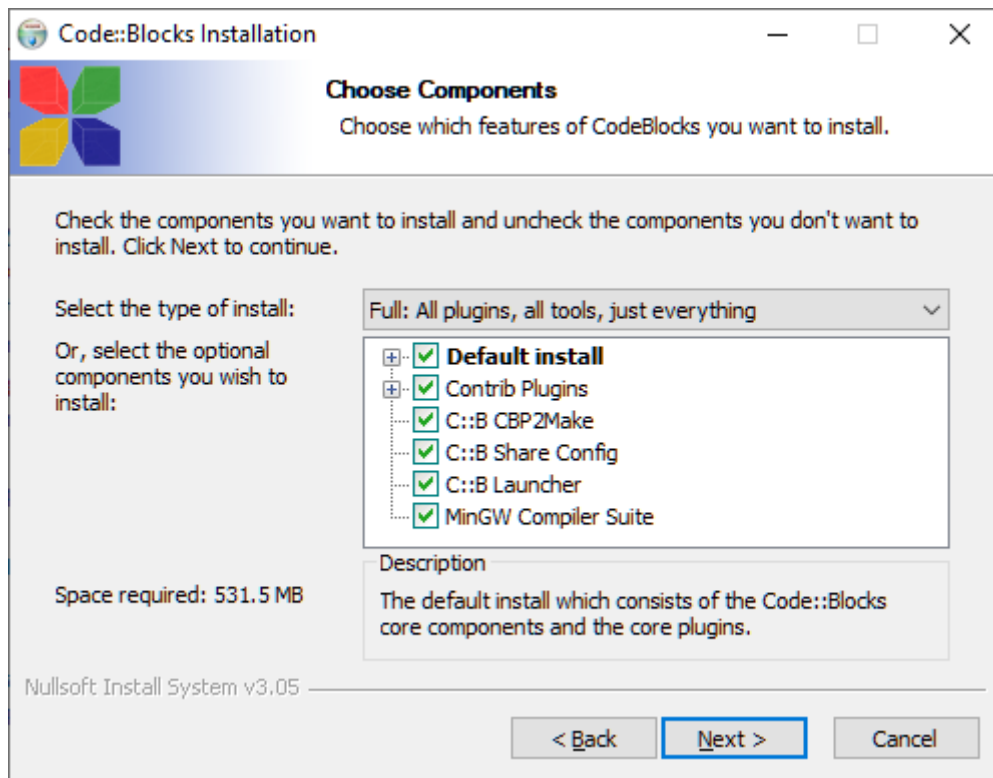 Code::Blocks Installation
Choose Components
Choose which features of CodeBlocks you want to install.
Check the components you want to install and uncheck the components you don't want to
install. Click Next to continue.
Select the type of install:
Full: All plugins, all tools, just everything
Or, select the optional
components you wish to
install:
Default install
Contrib Plugins
C::B CBP2Make
C::B Share Config
C::B Launcher
MinGW Compiler Suite
Space required: 531.5 MB
Description
The default install which consists of the Code::Blocks
core components and the core plugins.
Nullsoft Install System v3.05
< Back
Next >
Cancel